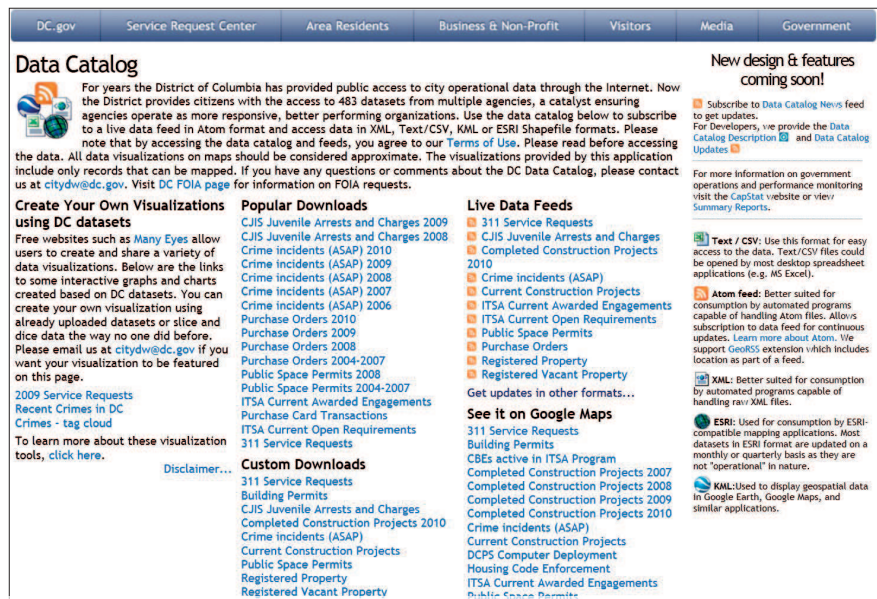 DC.gov Service Request Center Area Residents Business & Non-Profit Visitors Media Government
Data Catalog
For years the District of Columbia has provided public access to city operational data through the Internet. Now
the District provides citizens with the access to 483 datasets from multiple agencies, a catalyst ensuring
agencies operate as more responsive, better performing organizations. Use the data catalog below to subscribe
to a live data feed in Atom format and access data in XML, Text/CSV, KML or ESRI Shapefile formats. Please
note that by accessing the data catalog and feeds, you agree to our Terms of Use. Please read before accessing
the data. All data visualizations on maps should be considered approximate. The visualizations provided by this application
include only records that can be mapped. If you have any questions or comments about the DC Data Catalog, please contact
us at citydw@dc.gov. Visit DC FOIA page for information on FOIA requests.
Create Your Own Visualizations
using DC datasets
Free websites such as Many Eyes allow
users to create and share a variety of
data visualizations. Below are the links
to some interactive graphs and charts
created based on DC datasets. You can
create your own visualization using
already uploaded datasets or slice and
dice data the way no one did before.
Please email us at citydw@dc.gov if you
want your visualization to be featured
on this page.
2009 Service Requests
Recent Crimes in DC
Crimes - tag cloud
To learn more about these visualization
tools, click here.
Disclaimer...
Popular Downloads
CJIS Juvenile Arrests and Charges 2009
CJIS Juvenile Arrests and Charges 2008
Crime incidents (ASAP) 2010
Crime incidents (ASAP) 2009
Crime incidents (ASAP) 2008
Crime incidents (ASAP) 2007
Crime incidents (ASAP) 2006
Purchase Orders 2010
Purchase Orders 2009
Purchase Orders 2008
Purchase Orders 2004-2007
Public Space Permits 2008
Public Space Permits 2004-2007
ITSA Current Awarded Engagements
Purchase Card Transactions
ITSA Current Open Requirements
311 Service Requests
Custom Downloads
311 Service Requests
Building Permits
CJIS Juvenile Arrests and Charges
Completed Construction Projects 2010
Crime incidents (ASAP)
Current Construction Projects
Public Space Permits
Registered Property
Registered Vacant Property
Live Data Feeds
311 Service Requests
CJIS Juvenile Arrests and Charges
Completed Construction Projects
2010
Crime incidents (ASAP)
Current Construction Projects
ITSA Current Awarded Engagements
ITSA Current Open Requirements
Public Space Permits
Purchase Orders
Registered Property
Registered Vacant Property
Get updates in other formats...
See it on Google Maps
311 Service Requests
Building Permits
CBEs active in ITSA Program
Completed Construction Projects 2007
Completed Construction Projects 2008
Completed Construction Projects 2009
Completed Construction Projects 2010
Crime incidents (ASAP)
Current Construction Projects
DCPS Computer Deployment
Housing Code Enforcement
ITSA Current Awarded Engagements
Public Space Permits
New design & features
coming soon!
Subscribe to Data Catalog News feed
to get updates.
For Developers, we provide the Data
Catalog Description and Data Catalog
Updates
For more information on government
operations and performance monitoring
visit the CapStat website or view
Summary Reports.
Text / CSV: Use this format for easy
access to the data. Text/CSV files could
be opened by most desktop spreadsheet
applications (e.g. MS Excel).
Atom feed: Better suited for
consumption by automated programs
capable of handling Atom files. Allows
subscription to data feed for continuous
updates. Learn more about Atom. We
support GeoRSS extension which includes
location as part of a feed.
XML: Better suited for consumption
by automated programs capable of
handling raw XML files.
ESRI: Used for consumption by ESRI-
compatible mapping applications. Most
datasets in ESRI format are updated on a
monthly or quarterly basis as they are
not "operational" in nature.
KML:Used to display geospatial data
in Google Earth, Google Maps, and
similar applications.